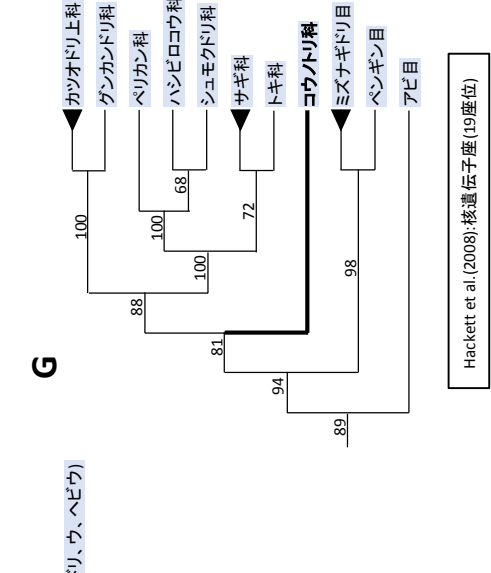 G
カツオドリ上科
グンカンドリ科
ペリカン科
ハシビロコウ科
シュモクドリ科
サギ科
トキ科
コウノトリ科
ミズナギドリ目
ペンギン目
アビ目
100
68
100
72
100
88
81
98
94
89
Hackett et al.(2008):核遺伝子座(19座位)
リ、ウ、ヘビウ)